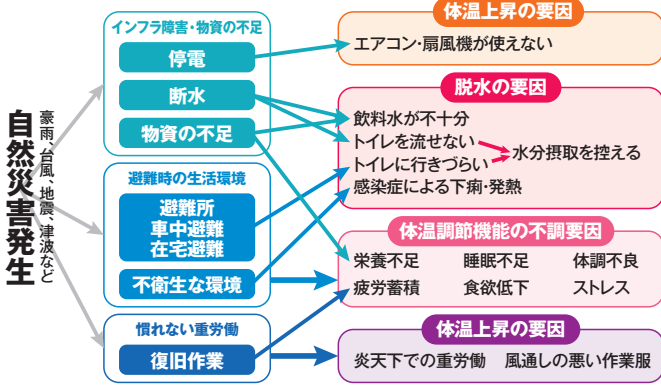 自然災害発生
豪雨、台風、地震、津波など
インフラ障害・物資の不足
停電
断水
物資の不足
避難時の生活環境
避難所
車中避難
在宅避難
不衛生な環境
慣れない重労働
復旧作業
体温上昇の要因
エアコン・扇風機が使えない
脱水の要因
飲料水が不十分
トイレを流せない
トイレに行きづらい
水分摂取を控える
感染症による下痢・発熱
体温調節機能の不調要因
栄養不足 睡眠不足 体調不良
疲労蓄積 食欲低下 ストレス
体温上昇の要因
炎天下での重労働 風通しの悪い作業服